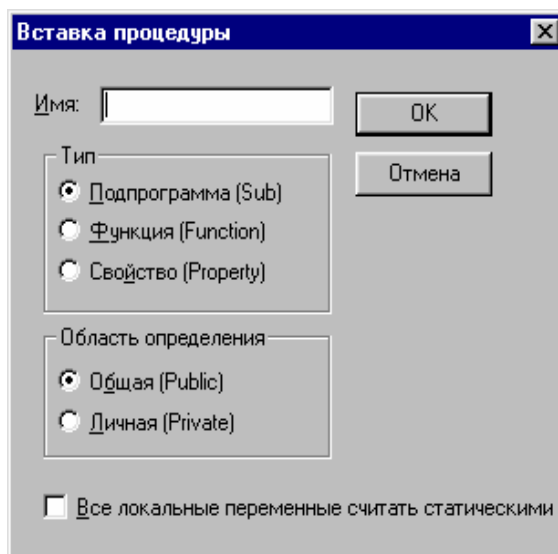 Вставка процедуры
Имя:
OK
Тип
Отмена
Подпрограмма (Sub)
Функция (Function)
Свойство (Property)
Область определения
Общая (Public)
Личная (Private)
Все локальные переменные считать статическими